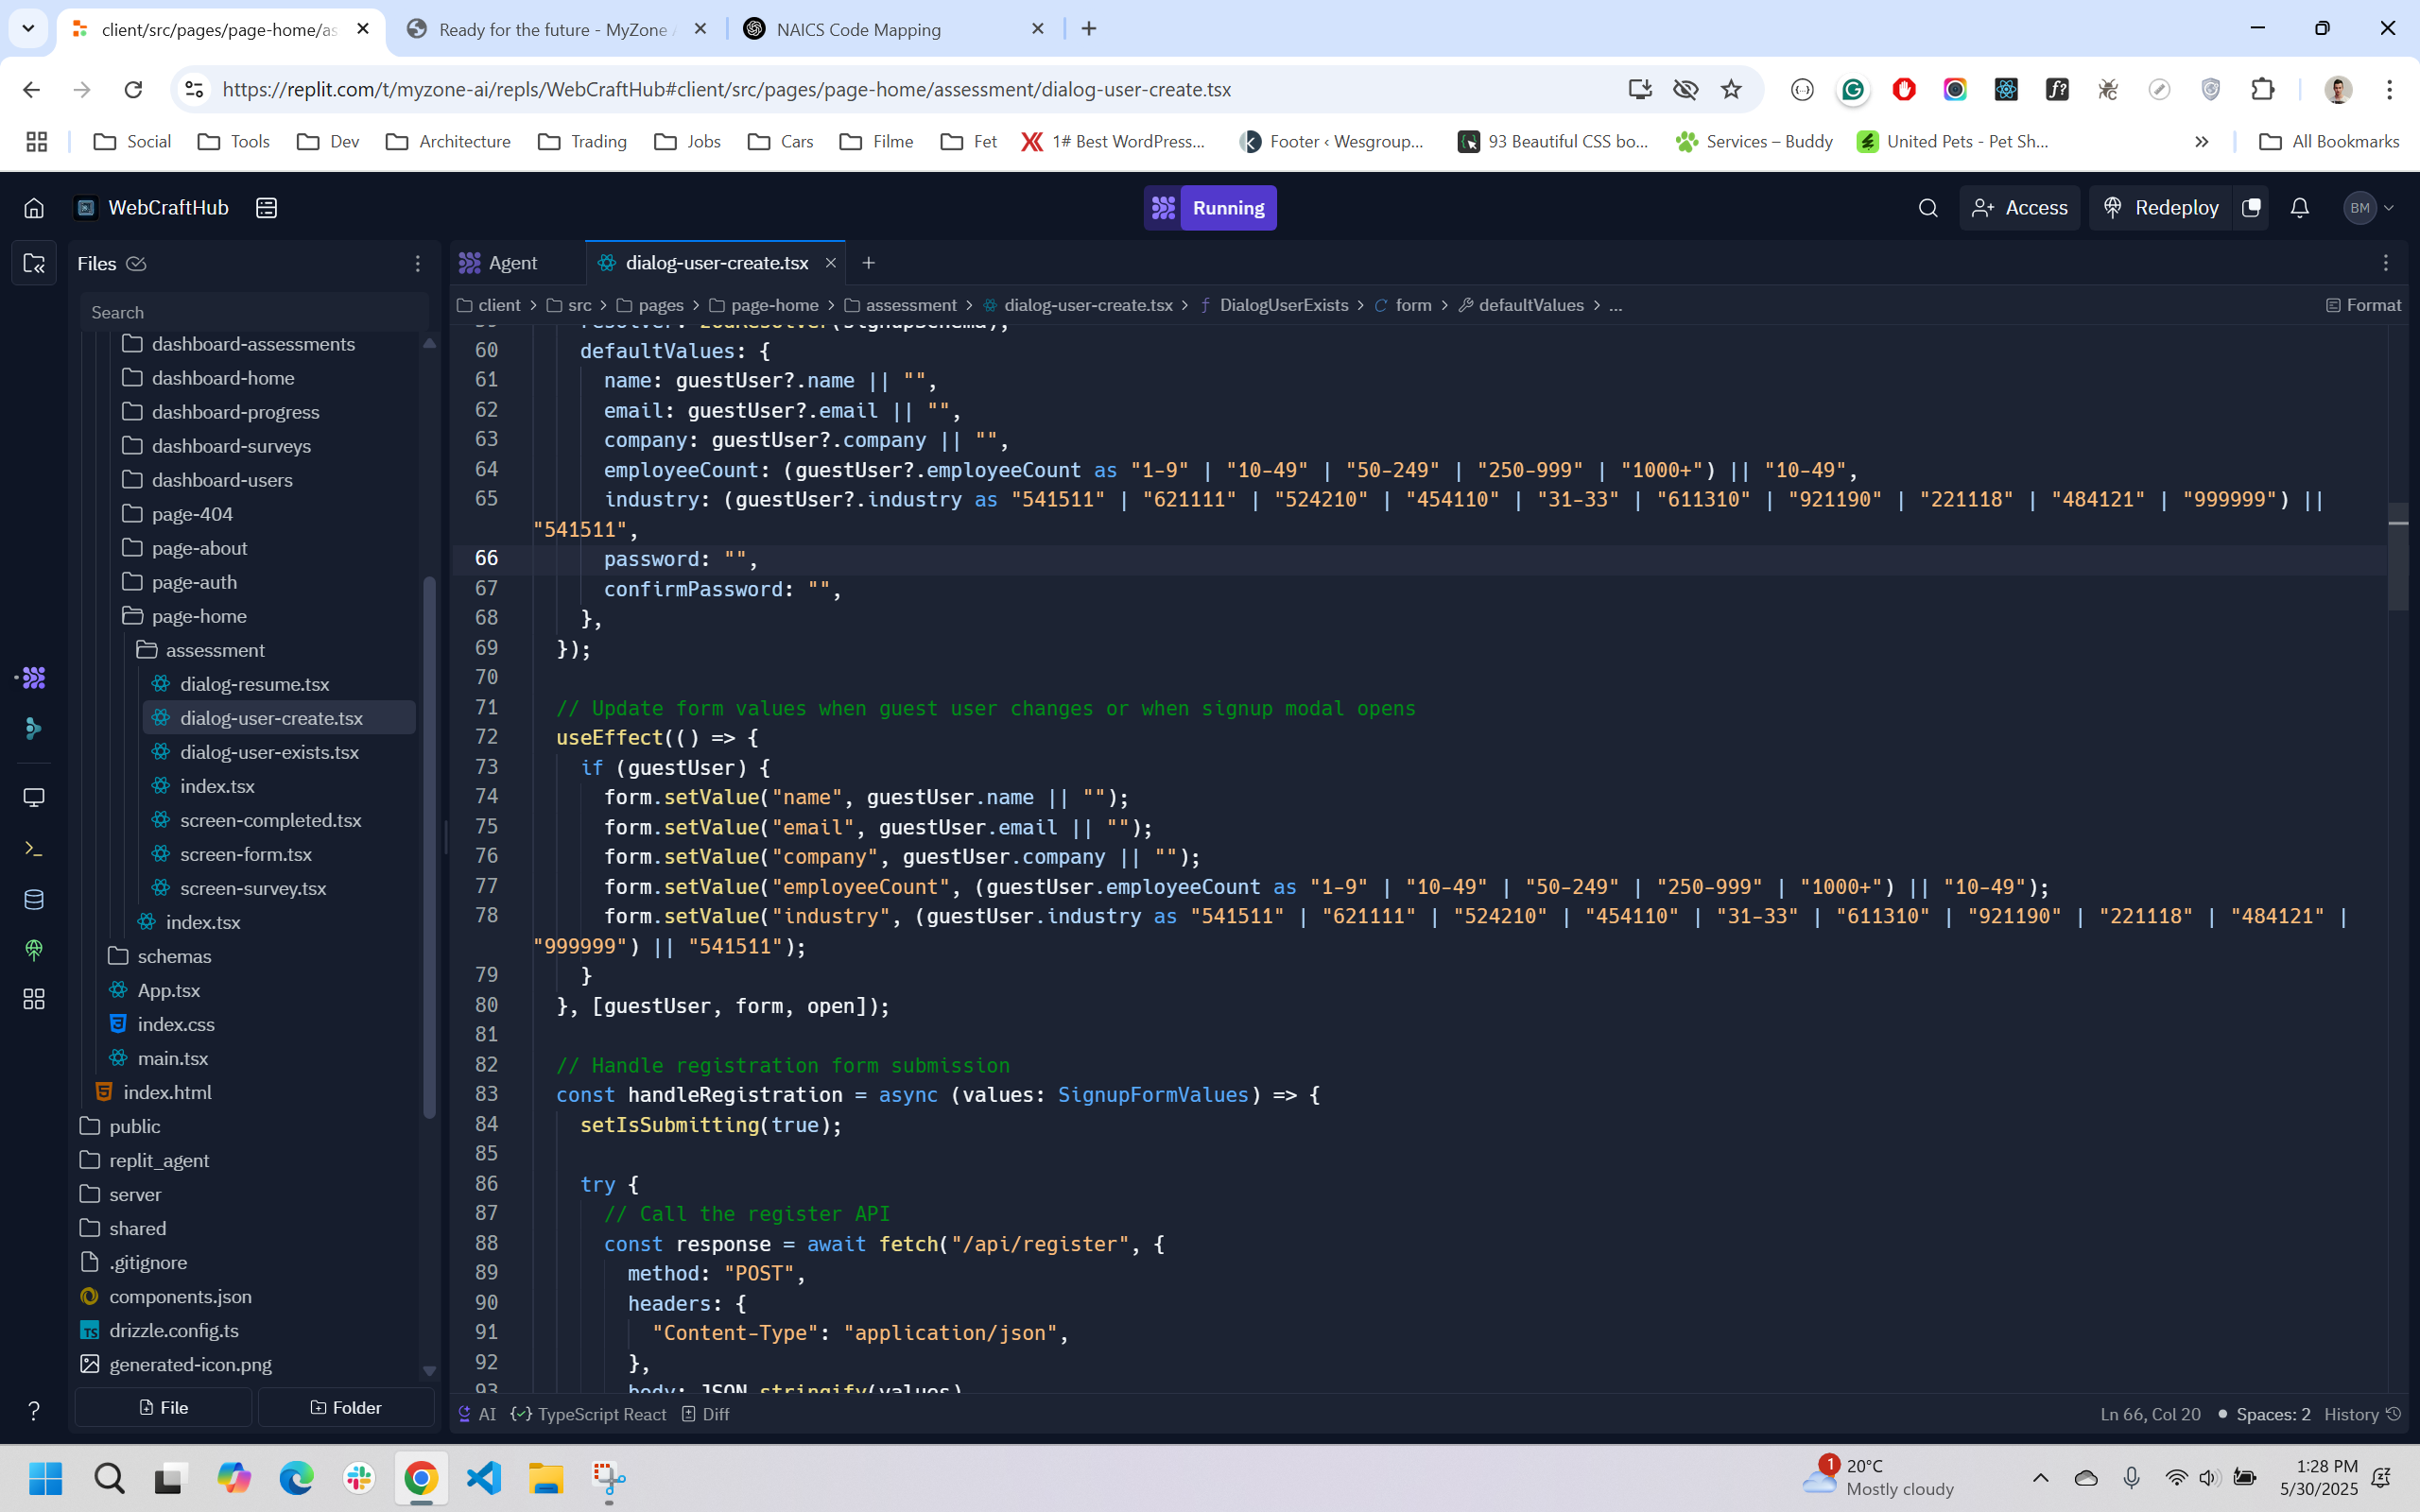 client/src/pages/page-home/as
Ready for the future - MyZone A
NAICS Code Mapping
https://replit.com/t/myzone-ai/repls/WebCraftHub#client/src/pages/page-home/assessment/dialog-user-create.tsx
Social
Tools
Dev
Architecture
Trading
Jobs
Cars
Filme
Fet
1# Best WordPress...
Footer ‹ Wesgroup...
93 Beautiful CSS bo...
Services – Buddy
United Pets - Pet Sh...
All Bookmarks
WebCraftHub
Running
Access
Redeploy
BM
Files
Agent
dialog-user-create.tsx
Search
client > src > pages > page-home > assessment > dialog-user-create.tsx > DialogUserExists > form > defaultValues > ...
Format
dashboard-assessments
dashboard-home
dashboard-progress
dashboard-surveys
dashboard-users
page-404
page-about
page-auth
page-home
assessment
dialog-resume.tsx
dialog-user-create.tsx
dialog-user-exists.tsx
index.tsx
screen-completed.tsx
screen-form.tsx
screen-survey.tsx
index.tsx
schemas
App.tsx
index.css
main.tsx
index.html
public
replit_agent
server
shared
.gitignore
components.json
drizzle.config.ts
generated-icon.png
File
Folder
59 resolver: zodResolver(signupSchema),
60 defaultValues: {
61 name: guestUser?.name || "",
62 email: guestUser?.email || "",
63 company: guestUser?.company || "",
64 employeeCount: (guestUser?.employeeCount as "1-9" | "10-49" | "50-249" | "250-999" | "1000+") || "10-49",
65 industry: (guestUser?.industry as "541511" | "621111" | "524210" | "454110" | "31-33" | "611310" | "921190" | "221118" | "484121" | "999999") ||
"541511",
66 password: "",
67 confirmPassword: "",
68 },
69 });
70
71 // Update form values when guest user changes or when signup modal opens
72 useEffect(() => {
73 if (guestUser) {
74 form.setValue("name", guestUser.name || "");
75 form.setValue("email", guestUser.email || "");
76 form.setValue("company", guestUser.company || "");
77 form.setValue("employeeCount", (guestUser.employeeCount as "1-9" | "10-49" | "50-249" | "250-999" | "1000+") || "10-49");
78 form.setValue("industry", (guestUser.industry as "541511" | "621111" | "524210" | "454110" | "31-33" | "611310" | "921190" | "221118" | "484121" |
"999999") || "541511");
79 }
80 }, [guestUser, form, open]);
81
82 // Handle registration form submission
83 const handleRegistration = async (values: SignupFormValues) => {
84 setIsSubmitting(true);
85
86 try {
87 // Call the register API
88 const response = await fetch("/api/register", {
89 method: "POST",
90 headers: {
91 "Content-Type": "application/json",
92 },
93 body: JSON.stringify(values)
AI
TypeScript React
Diff
Ln 66, Col 20
Spaces: 2
History
1
20°C
Mostly cloudy
1:28 PM
5/30/2025